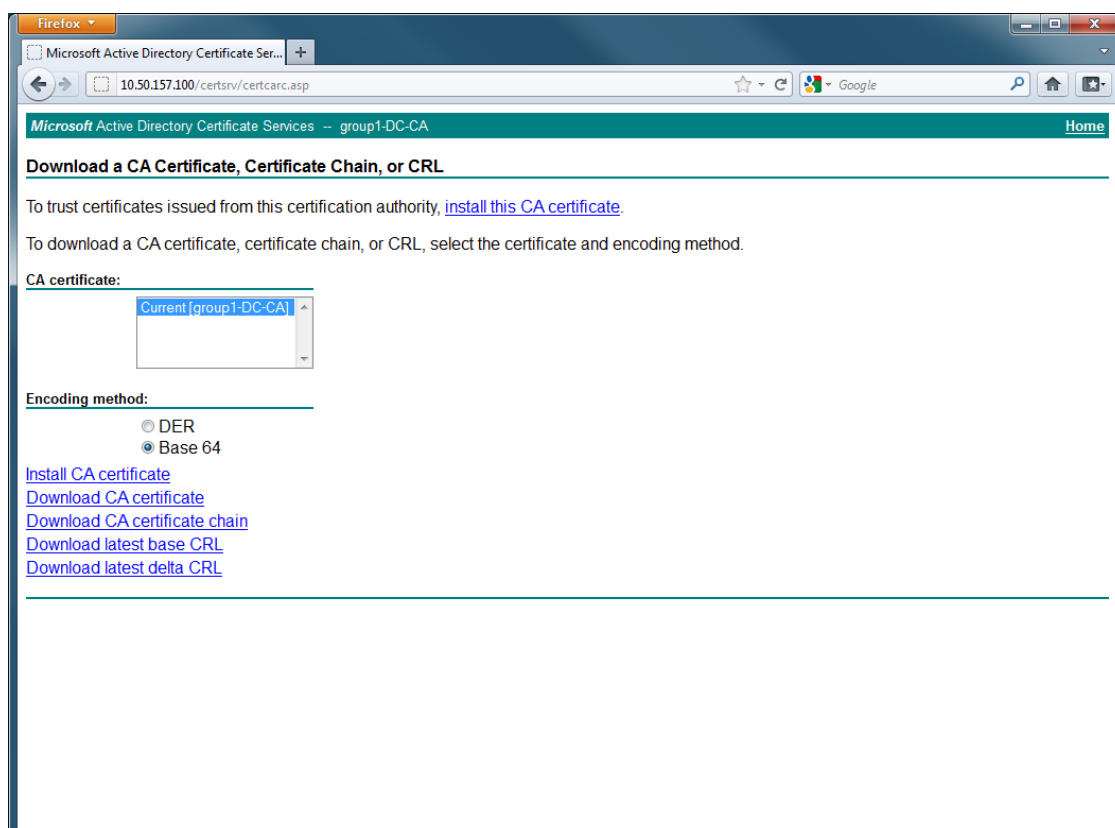 Firefox
Microsoft Active Directory Certificate Ser...
10.50.157.100/certsrv/certcarc.asp
Google
Microsoft Active Directory Certificate Services -- group1-DC-CA
Home
Download a CA Certificate, Certificate Chain, or CRL
To trust certificates issued from this certification authority, install this CA certificate.
To download a CA certificate, certificate chain, or CRL, select the certificate and encoding method.
CA certificate:
Current [group1-DC-CA]
Encoding method:
DER
Base 64
Install CA certificate
Download CA certificate
Download CA certificate chain
Download latest base CRL
Download latest delta CRL